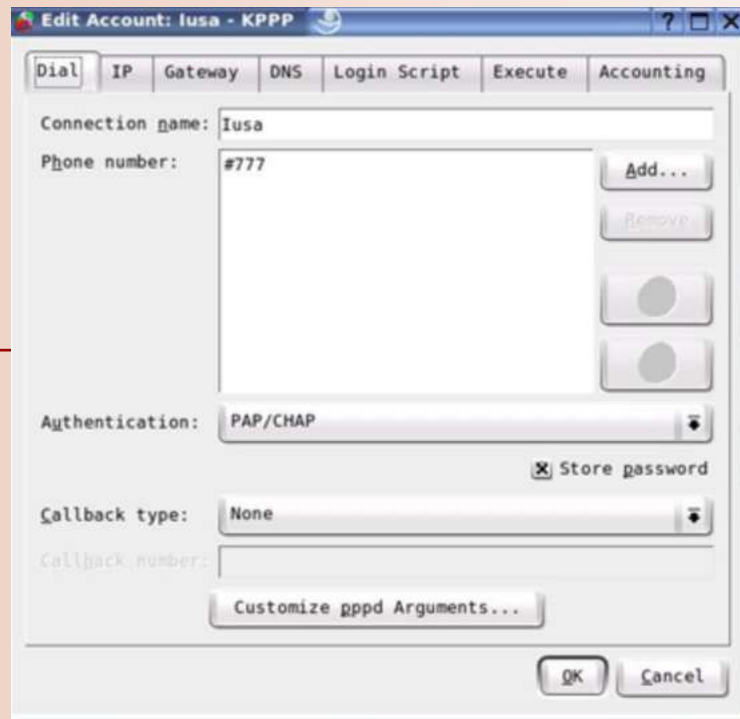 Edit Account: Iusa - KPPP
Dial IP Gateway DNS Login Script Execute Accounting
Connection name: Iusa
Phone number: #777 Add...
Remove
Authentication: PAP/CHAP
Store password
Callback type: None
Callback number:
Customize pppd Arguments...
OK Cancel